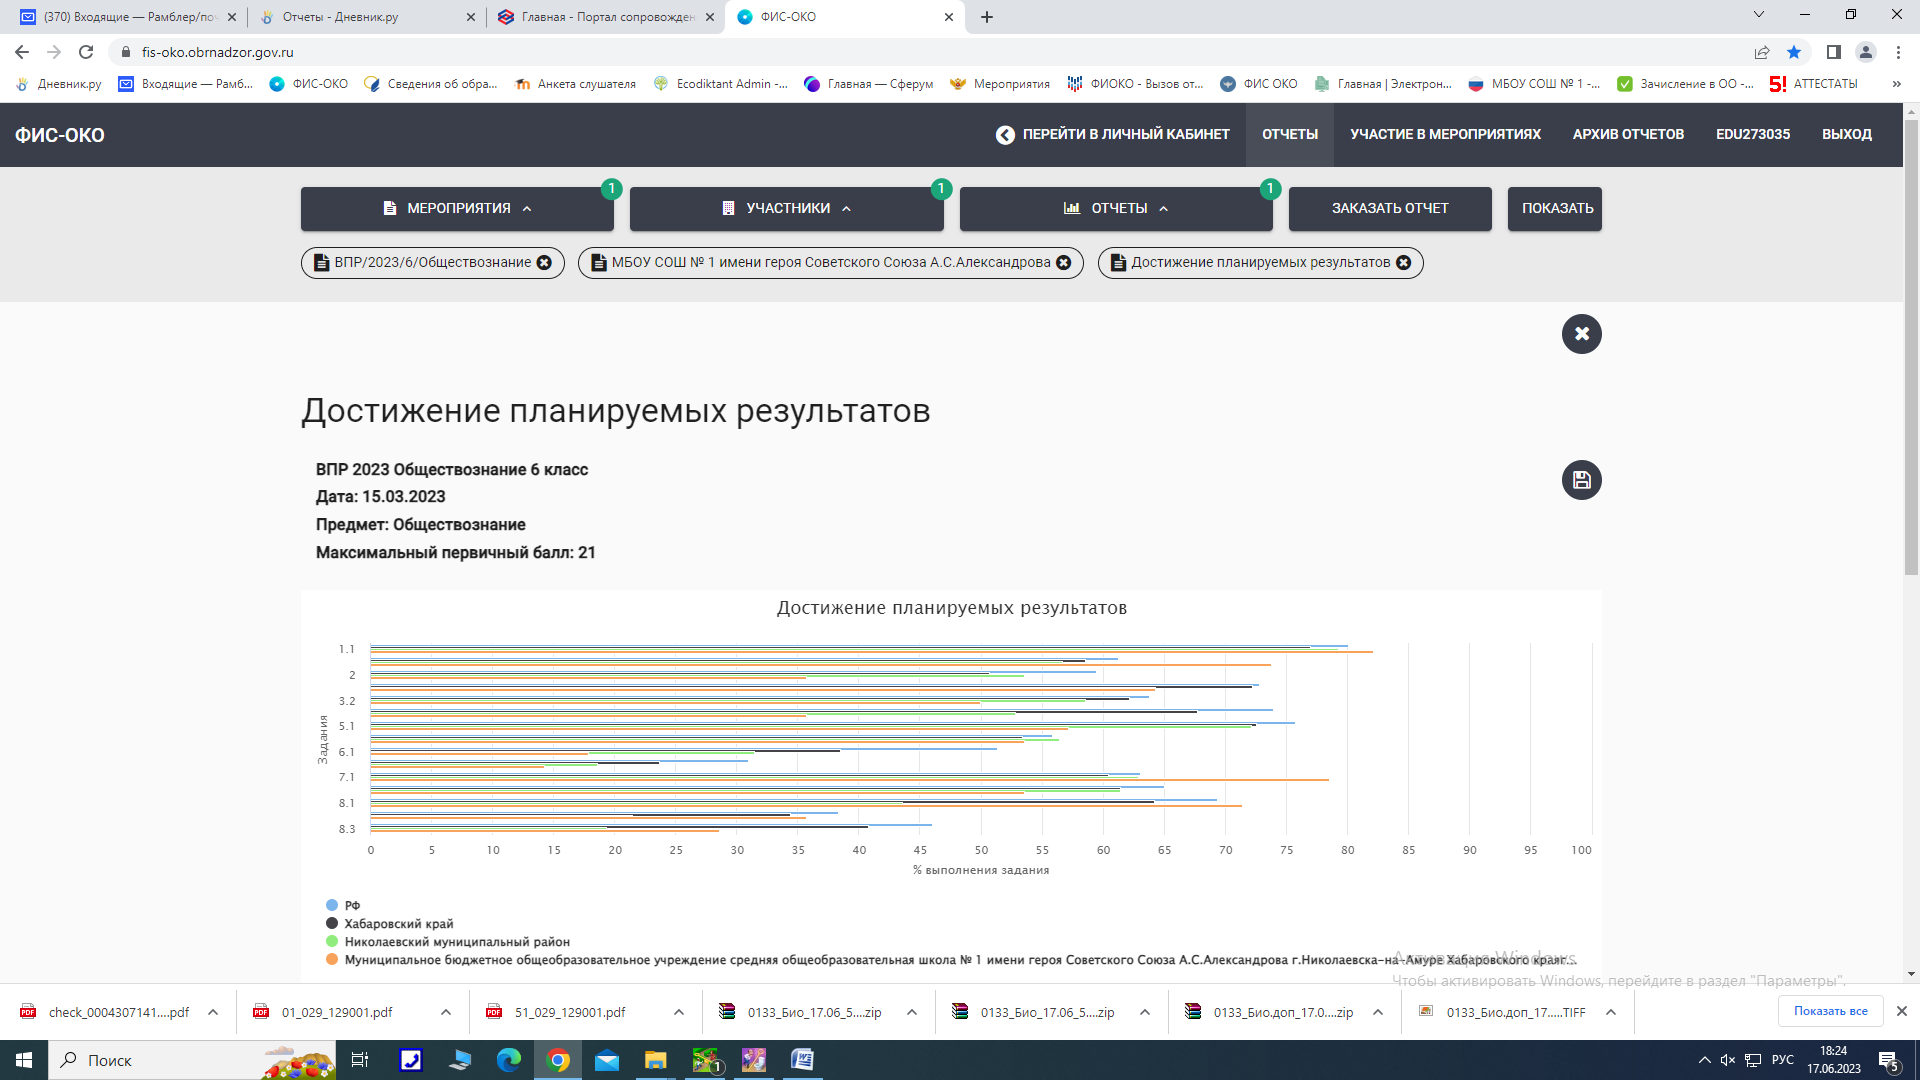 (370) Входящие — Рамблер/поч
Отчеты - Дневник.ру
Главная - Портал сопровожден
ФИС-ОКО
fis-oko.obrnadzor.gov.ru
Дневник.ру
Входящие — Рамб...
ФИС-ОКО
Сведения об обра...
Анкета слушателя
Ecodiktant Admin -...
Главная — Сферум
Мероприятия
ФИОКО - Вызов от...
ФИС ОКО
Главная | Электрон...
МБОУ СОШ № 1 -...
Зачисление в ОО -...
5! АТТЕСТАТЫ
ФИС-ОКО
ПЕРЕЙТИ В ЛИЧНЫЙ КАБИНЕТ
ОТЧЕТЫ
УЧАСТИЕ В МЕРОПРИЯТИЯХ
АРХИВ ОТЧЕТОВ
EDU273035
ВЫХОД
МЕРОПРИЯТИЯ 1
УЧАСТНИКИ 1
ОТЧЕТЫ 1
ЗАКАЗАТЬ ОТЧЕТ
ПОКАЗАТЬ
ВПР/2023/6/Обществознание
МБОУ СОШ № 1 имени героя Советского Союза А.С.Александрова
Достижение планируемых результатов
Достижение планируемых результатов
ВПР 2023 Обществознание 6 класс
Дата: 15.03.2023
Предмет: Обществознание
Максимальный первичный балл: 21
Достижение планируемых результатов
Задания
1.1
2
3.2
5.1
6.1
7.1
8.1
8.3
0 5 10 15 20 25 30 35 40 45 50 55 60 65 70 75 80 85 90 95 100
% выполнения задания
РФ
Хабаровский край
Николаевский муниципальный район
Муниципальное бюджетное общеобразовательное учреждение средняя общеобразовательная школа № 1 имени героя Советского Союза А.С.Александрова г.Николаевска-на-Амуре Хабаровского края...
Активация Windows
Чтобы активировать Windows, перейдите в раздел "Параметры".
check_0004307141....pdf
01_029_129001.pdf
51_029_129001.pdf
0133_Био_17.06_5....zip
0133_Био_17.06_5....zip
0133_Био.доп_17.0....zip
0133_Био.доп_17.....TIFF
Показать все
Поиск
1
РУС
18:24
17.06.2023
5